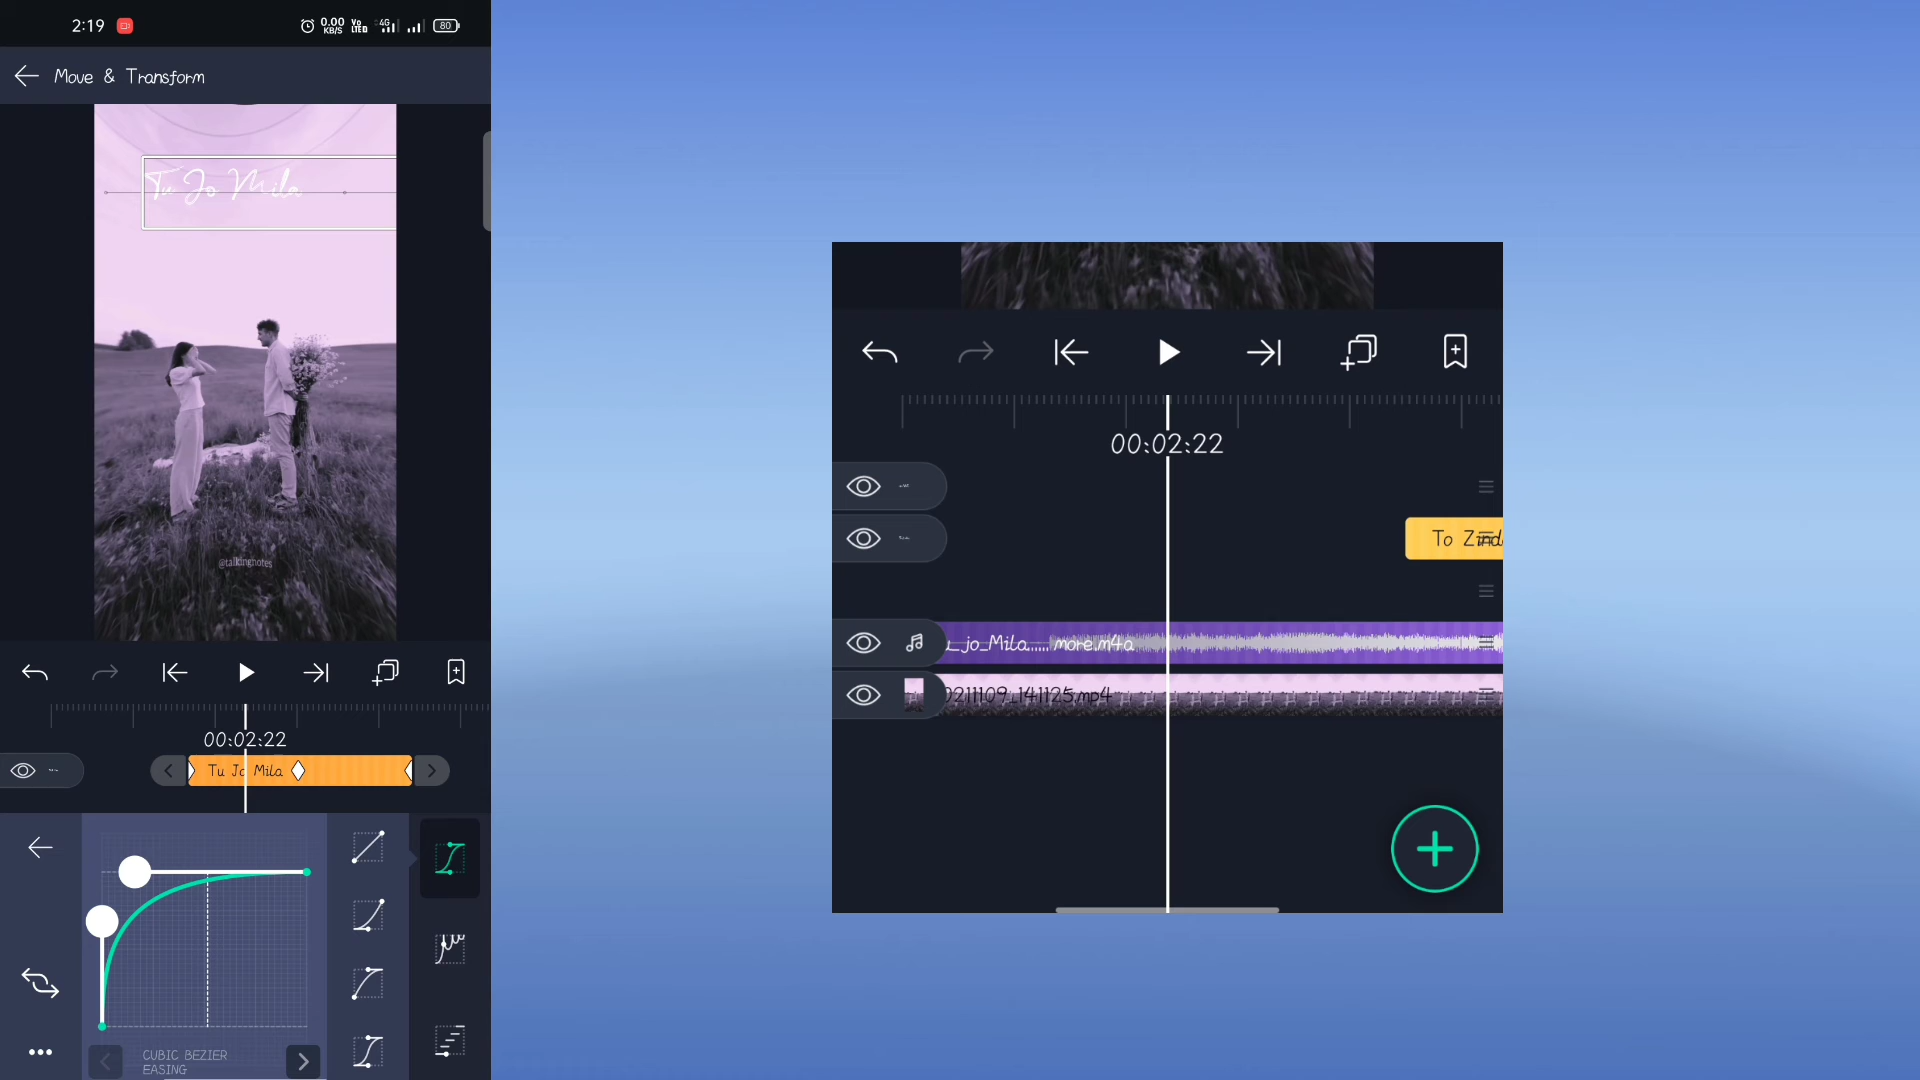 2:19
0.00
KB/S
Vo
LTE
4G
80
Move & Transform
Tu Jo Mila
@talkingnotes
00:02:22
Tu Jo Mila
CUBIC BEZIER
EASING
00:02:22
To Zind
_jo_Mila...... more.m4a
0211109_141125.mp4